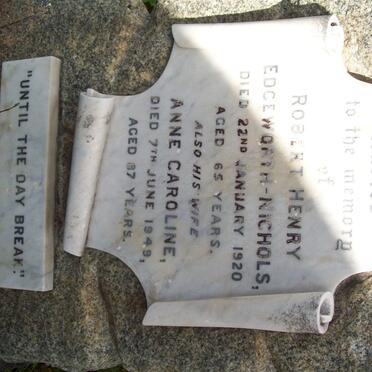 to the memory
of
ROBERT HENRY
EDGEWORTH-NICHOLS,
DIED 22ND JANUARY 1920
AGED 65 YEARS.
ALSO HIS WIFE
ANNE CAROLINE,
DIED 7TH JUNE 1949,
AGED 87 YEARS.
"UNTIL THE DAY BREAK."